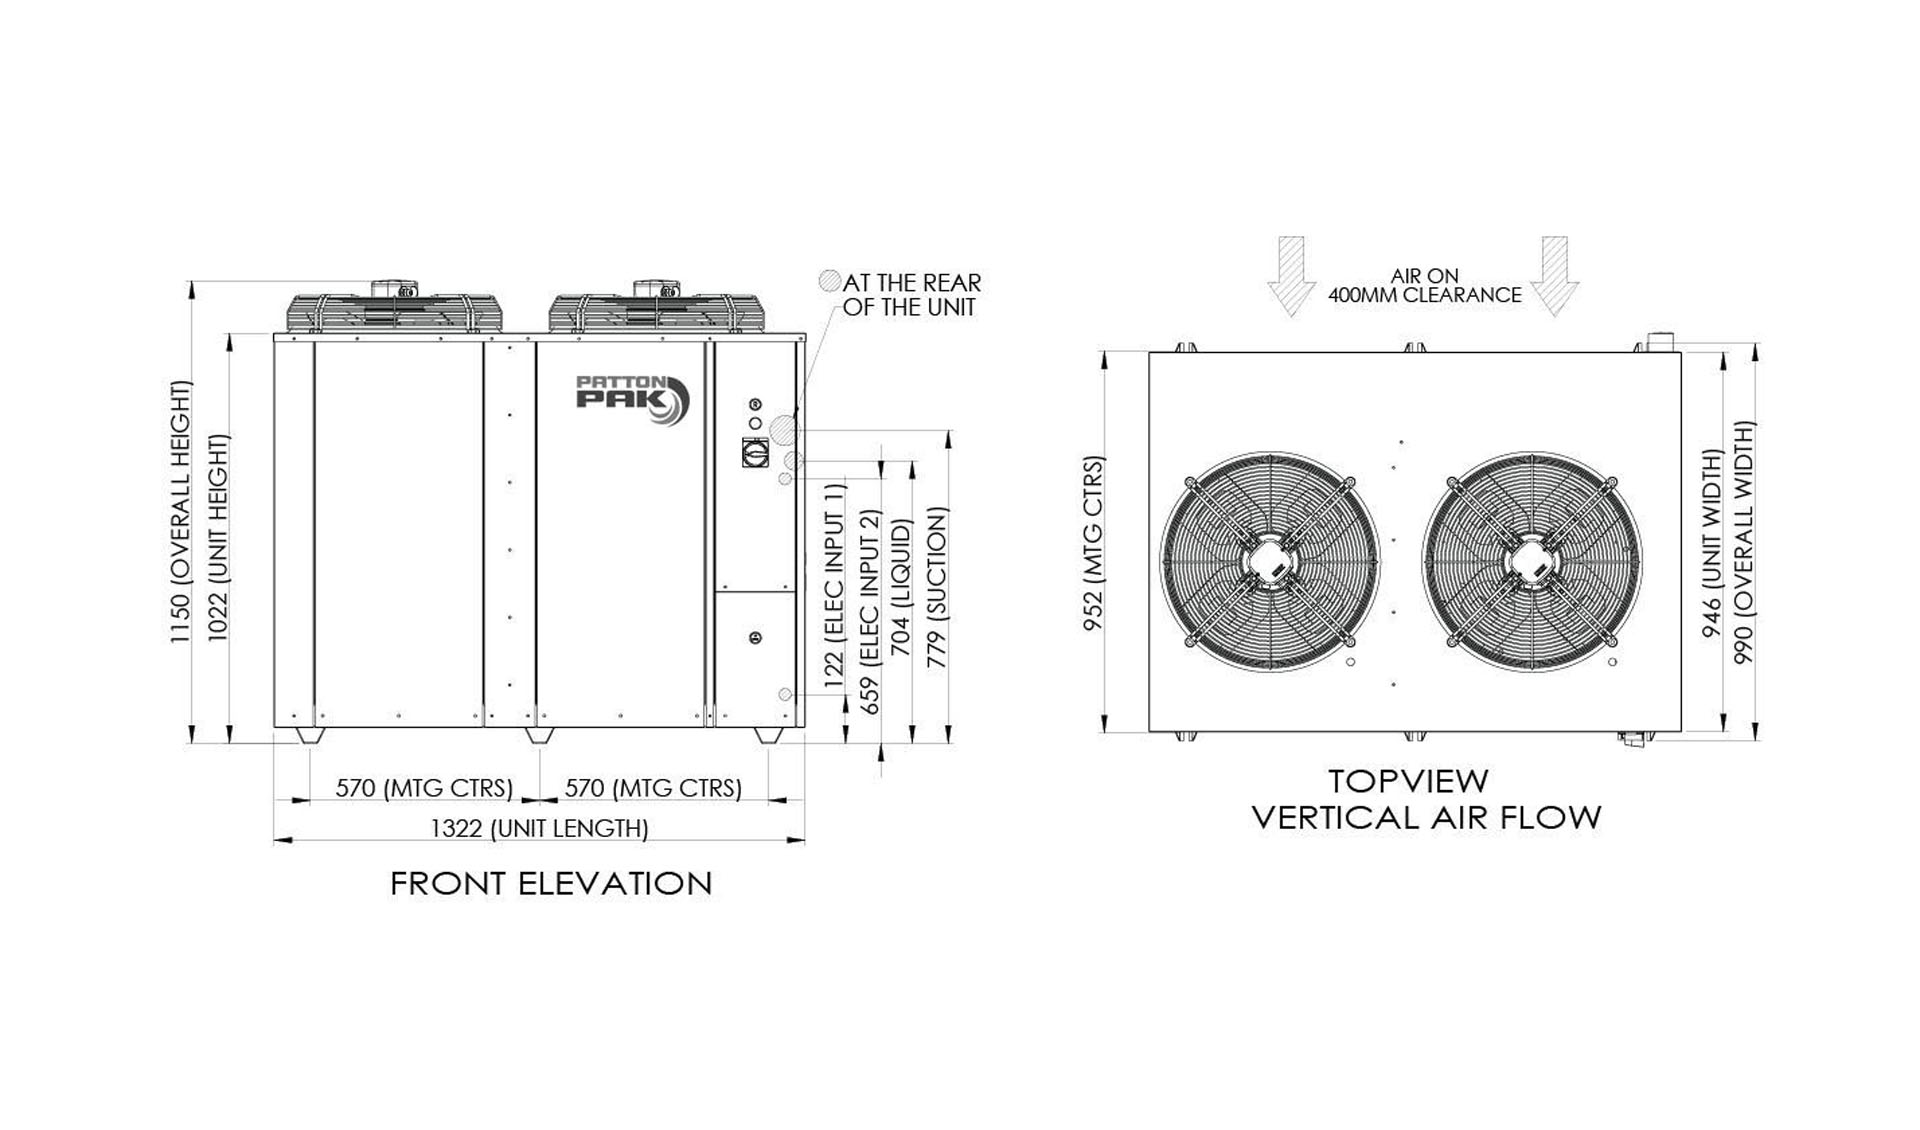 AT THE REAR
OF THE UNIT
PATTON
PAK
1150 (OVERALL HEIGHT)
1022 (UNIT HEIGHT)
122 (ELEC INPUT 1)
659 (ELEC INPUT 2)
704 (LIQUID)
779 (SUCTION)
570 (MTG CTRS)
570 (MTG CTRS)
1322 (UNIT LENGTH)
FRONT ELEVATION
AIR ON
400MM CLEARANCE
952 (MTG CTRS)
946 (UNIT WIDTH)
990 (OVERALL WIDTH)
TOPVIEW
VERTICAL AIR FLOW